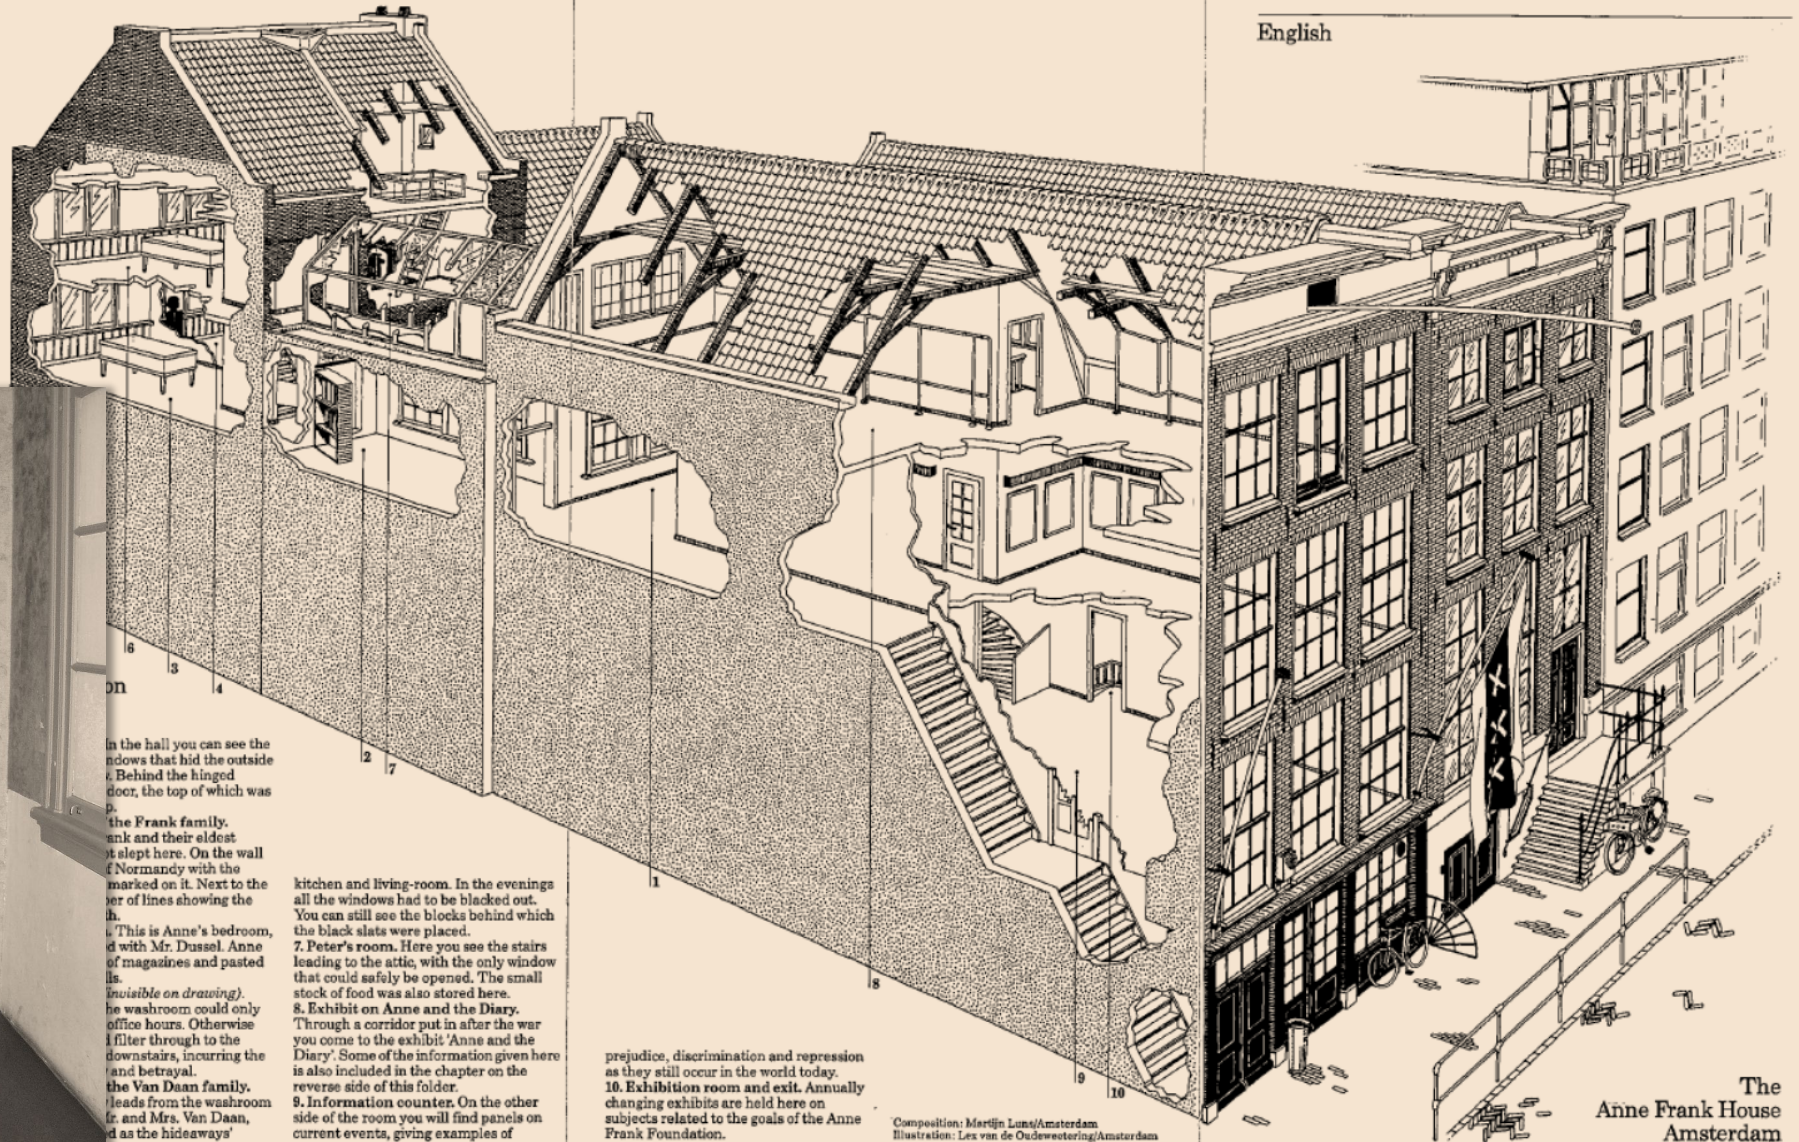 English
6
3
4
2
7
1
8
9
10
on
In the hall you can see the
ndows that hid the outside
. Behind the hinged
door, the top of which was
p.
the Frank family.
ank and their eldest
t slept here. On the wall
f Normandy with the
marked on it. Next to the
er of lines showing the
h.
. This is Anne's bedroom,
d with Mr. Dussel. Anne
of magazines and pasted
ls.
(invisible on drawing).
he washroom could only
office hours. Otherwise
l filter through to the
downstairs, incurring the
and betrayal.
the Van Daan family.
leads from the washroom
r. and Mrs. Van Daan,
d as the hideaways'
kitchen and living-room. In the evenings
all the windows had to be blacked out.
You can still see the blocks behind which
the black slats were placed.
7. Peter's room. Here you see the stairs
leading to the attic, with the only window
that could safely be opened. The small
stock of food was also stored here.
8. Exhibit on Anne and the Diary.
Through a corridor put in after the war
you come to the exhibit 'Anne and the
Diary'. Some of the information given here
is also included in the chapter on the
reverse side of this folder.
9. Information counter. On the other
side of the room you will find panels on
current events, giving examples of
prejudice, discrimination and repression
as they still occur in the world today.
10. Exhibition room and exit. Annually
changing exhibits are held here on
subjects related to the goals of the Anne
Frank Foundation.
Composition: Martijn Luns/Amsterdam
Illustration: Lex van de Oudeweetering/Amsterdam
The
Anne Frank House
Amsterdam